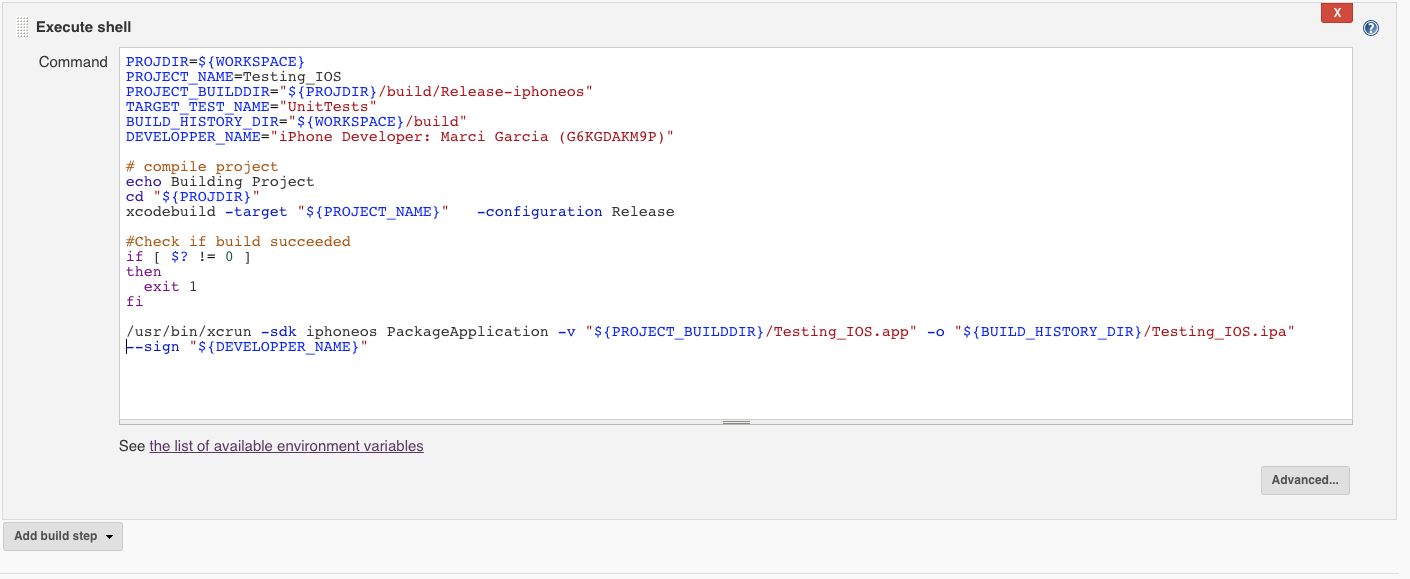 Execute shell
X
Command
PROJDIR=${WORKSPACE}
PROJECT_NAME=Testing_IOS
PROJECT_BUILDDIR="${PROJDIR}/build/Release-iphoneos"
TARGET_TEST_NAME="UnitTests"
BUILD_HISTORY_DIR="${WORKSPACE}/build"
DEVELOPPER_NAME="iPhone Developer: Marci Garcia (G6KGDAKM9P)"
# compile project
echo Building Project
cd "${PROJDIR}"
xcodebuild -target "${PROJECT_NAME}"   -configuration Release
#Check if build succeeded
if [ $? != 0 ]
then
  exit 1
fi
/usr/bin/xcrun -sdk iphoneos PackageApplication -v "${PROJECT_BUILDDIR}/Testing_IOS.app" -o "${BUILD_HISTORY_DIR}/Testing_IOS.ipa"
--sign "${DEVELOPPER_NAME}"
See the list of available environment variables
Advanced...
Add build step